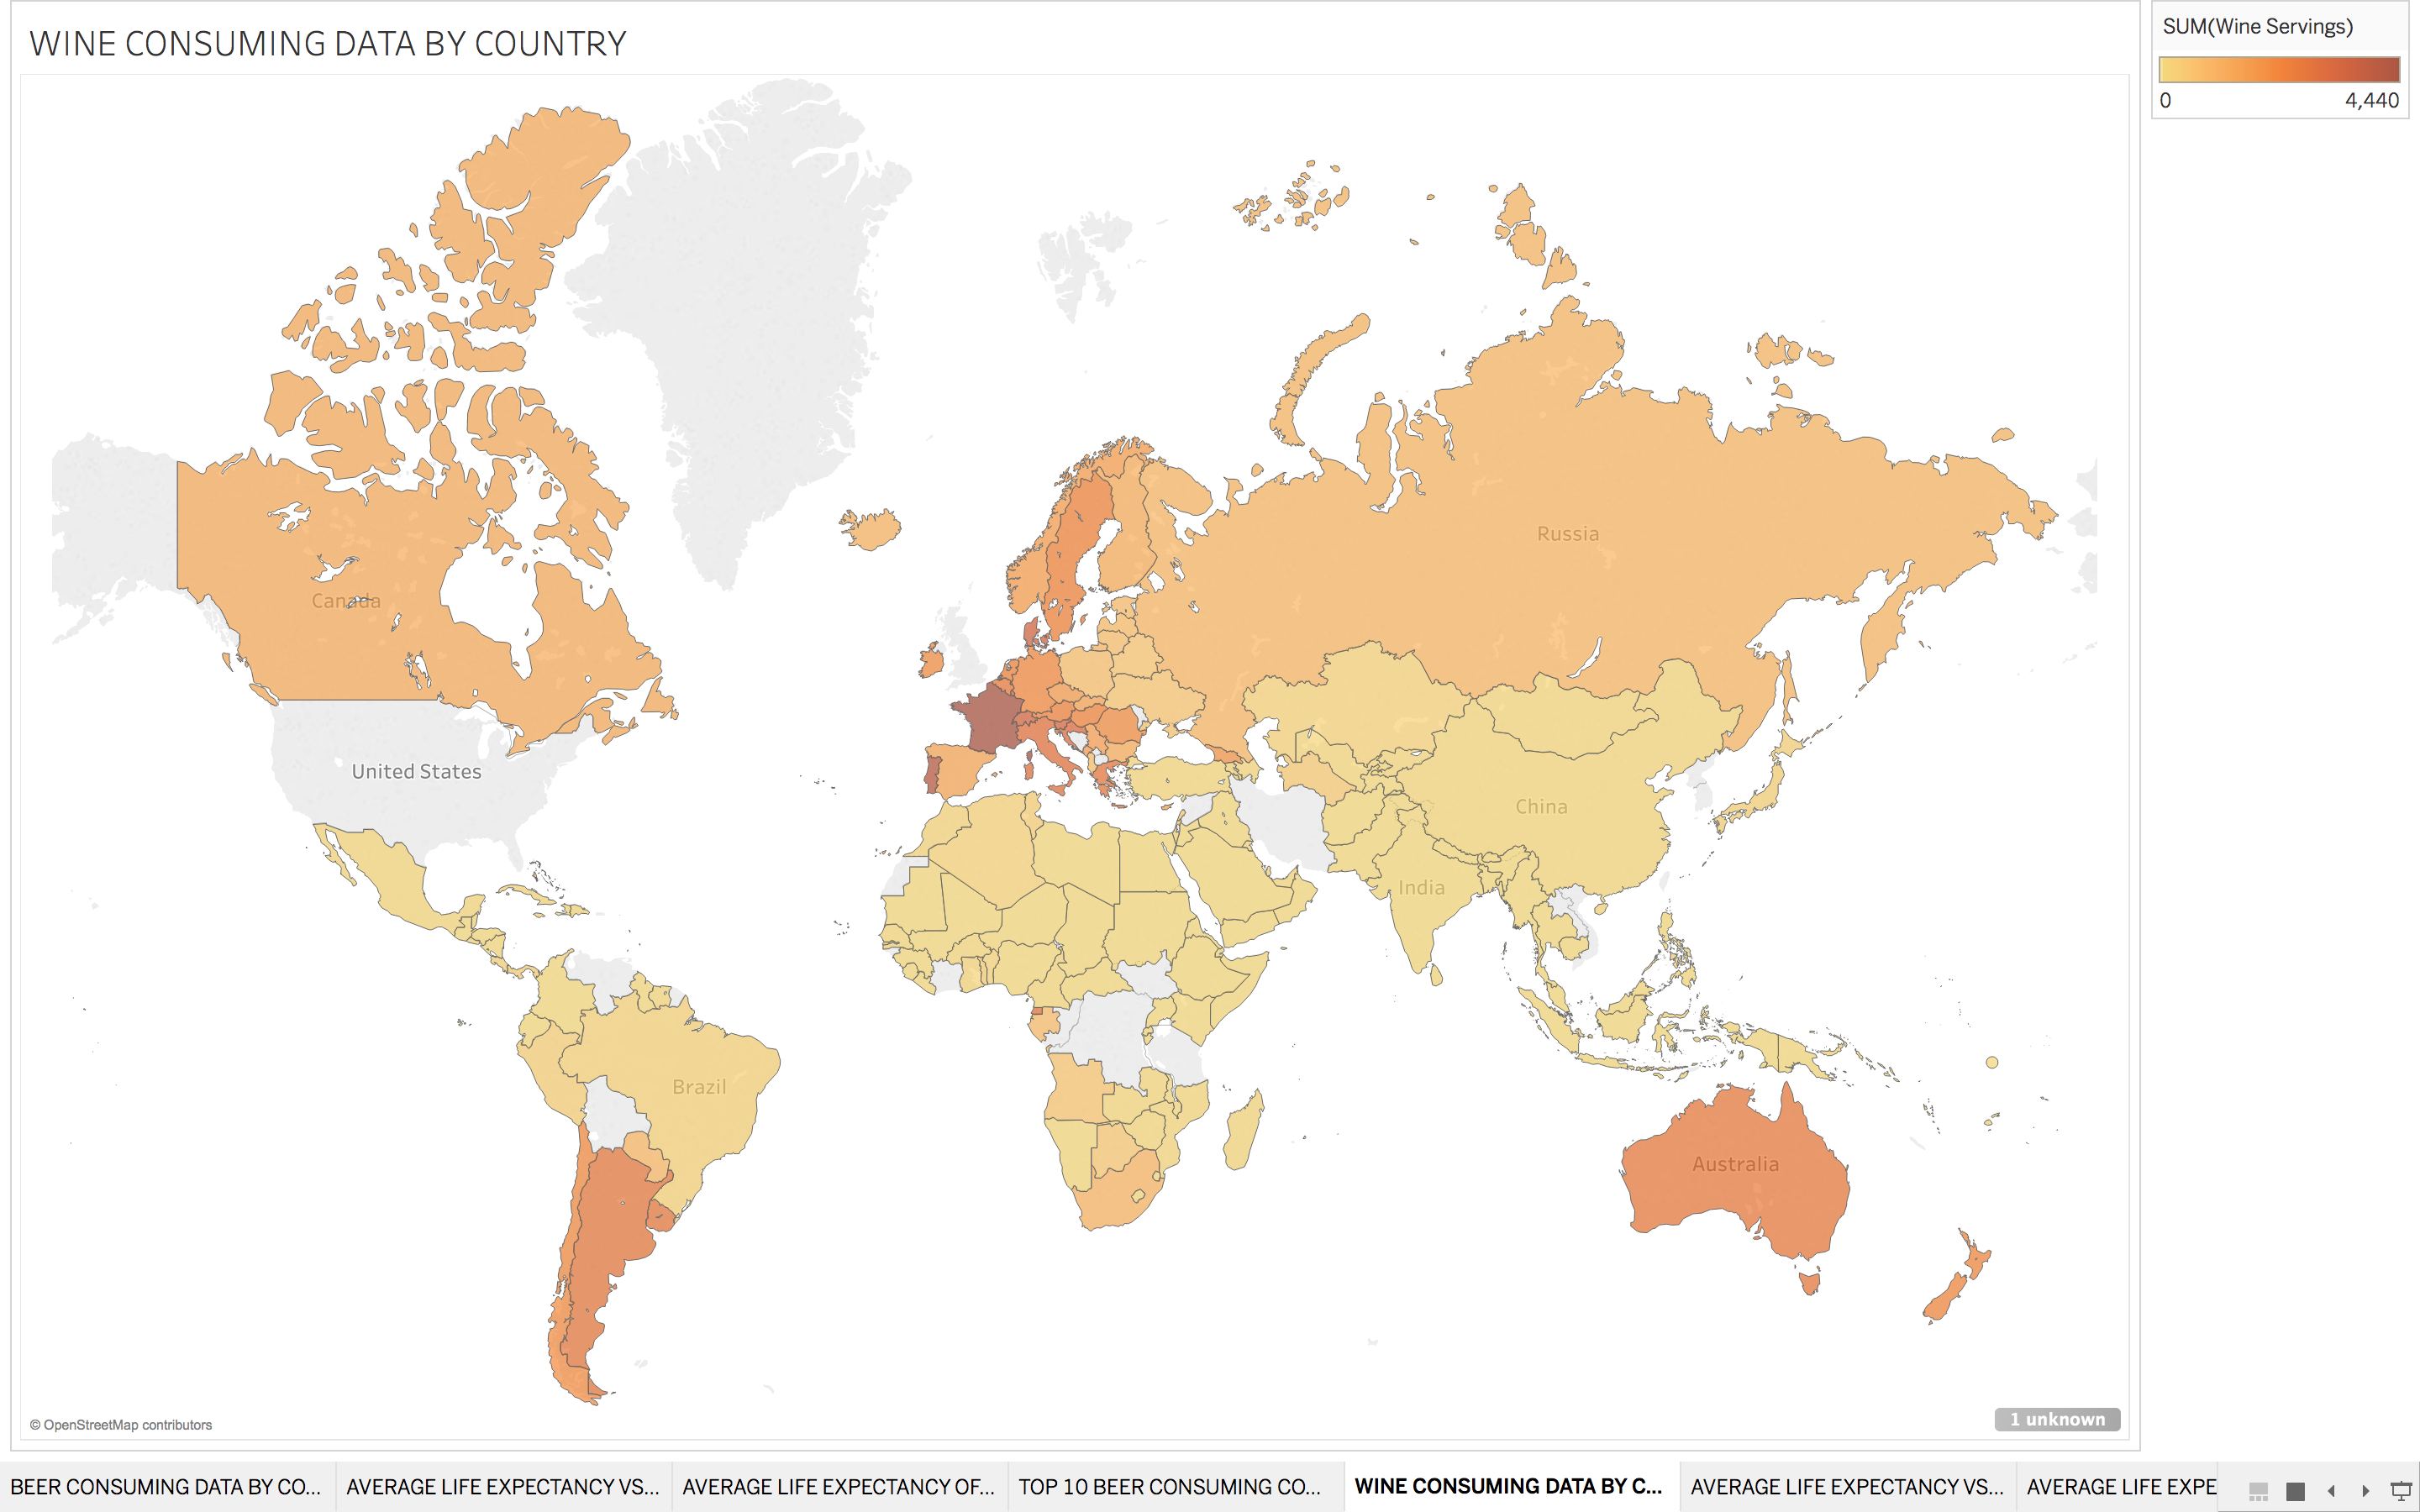 WINE CONSUMING DATA BY COUNTRY
SUM(Wine Servings)
0 4,440
Russia
Canada
United States
China
India
Brazil
Australia
© OpenStreetMap contributors
1 unknown
BEER CONSUMING DATA BY CO...
AVERAGE LIFE EXPECTANCY VS...
AVERAGE LIFE EXPECTANCY OF...
TOP 10 BEER CONSUMING CO...
WINE CONSUMING DATA BY C...
AVERAGE LIFE EXPECTANCY VS...
AVERAGE LIFE EXPE